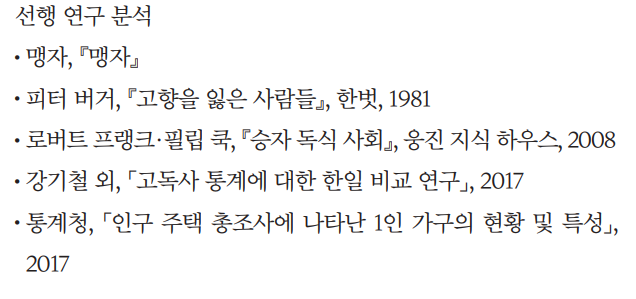 선행 연구 분석
• 맹자, 『맹자』
• 피터 버거, 『고향을 잃은 사람들』, 한벗, 1981
• 로버트 프랭크·필립 쿡, 『승자 독식 사회』, 웅진 지식 하우스, 2008
• 강기철 외, 「고독사 통계에 대한 한일 비교 연구」, 2017
• 통계청, 「인구 주택 총조사에 나타난 1인 가구의 현황 및 특성」,
2017